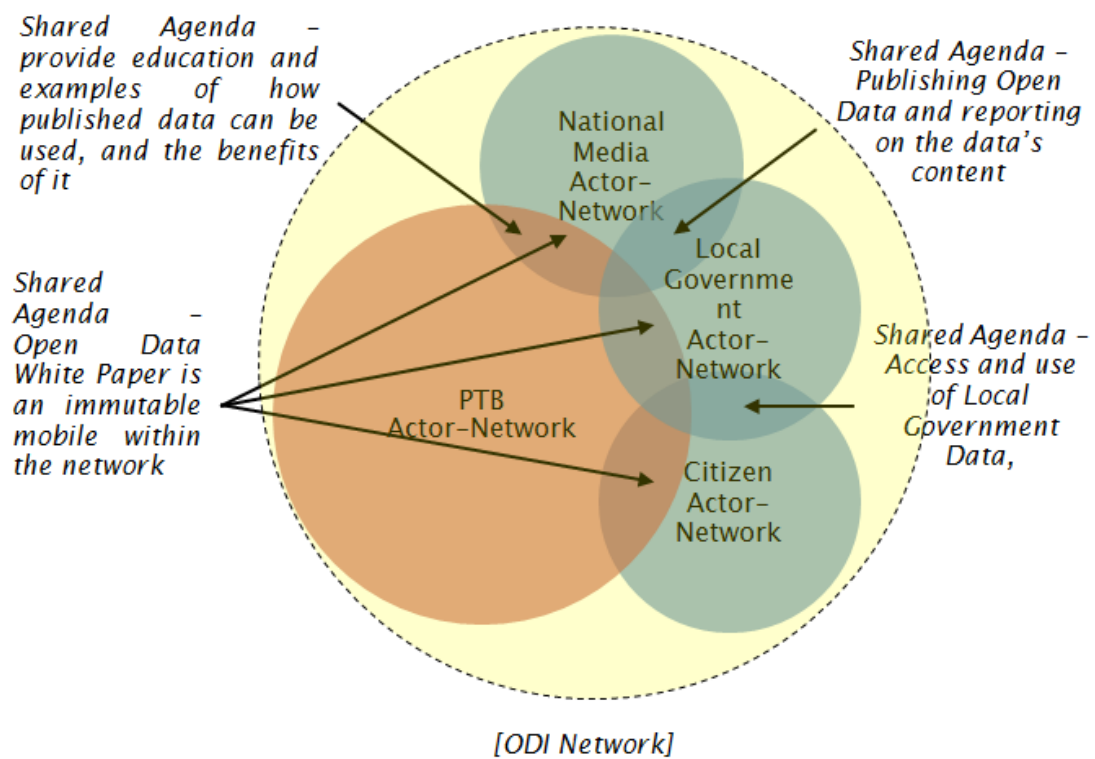 Shared Agenda –
provide education and
examples of how
published data can be
used, and the benefits
of it
Shared Agenda –
Publishing Open
Data and reporting
on the data's
content
National
Media
Actor–
Network
Local
Governme
nt
Actor–
Network
Shared
Agenda –
Open Data
White Paper is
an immutable
mobile within
the network
Shared Agenda –
Access and use
of Local
Government
Data,
PTB
Actor–Network
Citizen
Actor–
Network
[ODI Network]